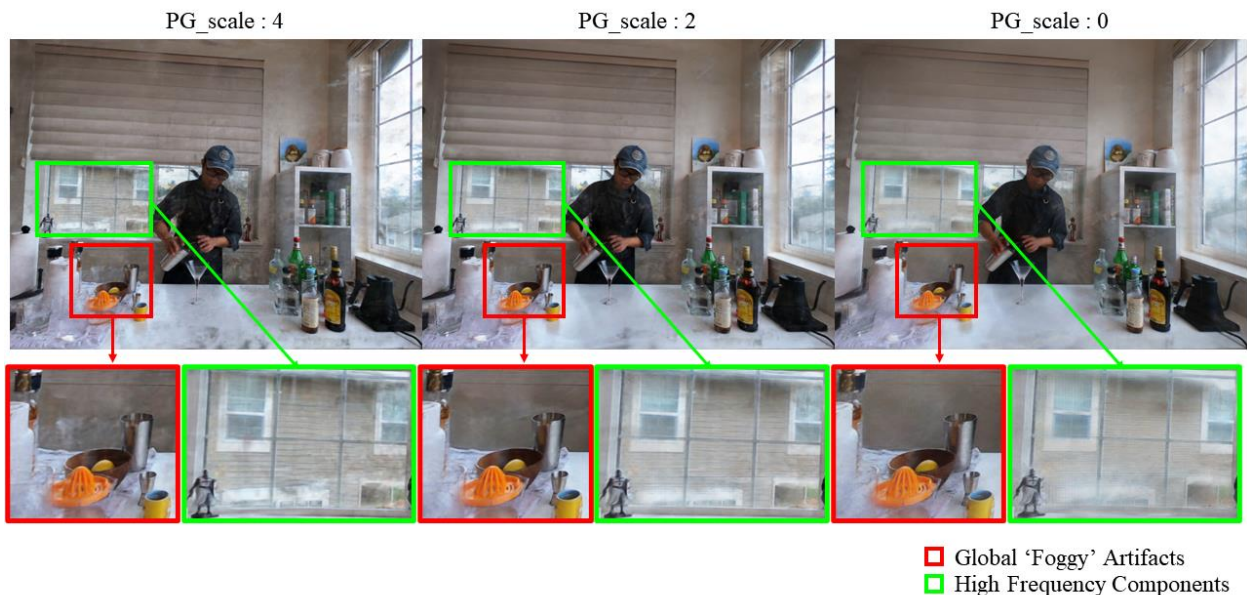 PG_scale : 4
PG_scale : 2
PG_scale : 0
Global ‘Foggy’ Artifacts
High Frequency Components